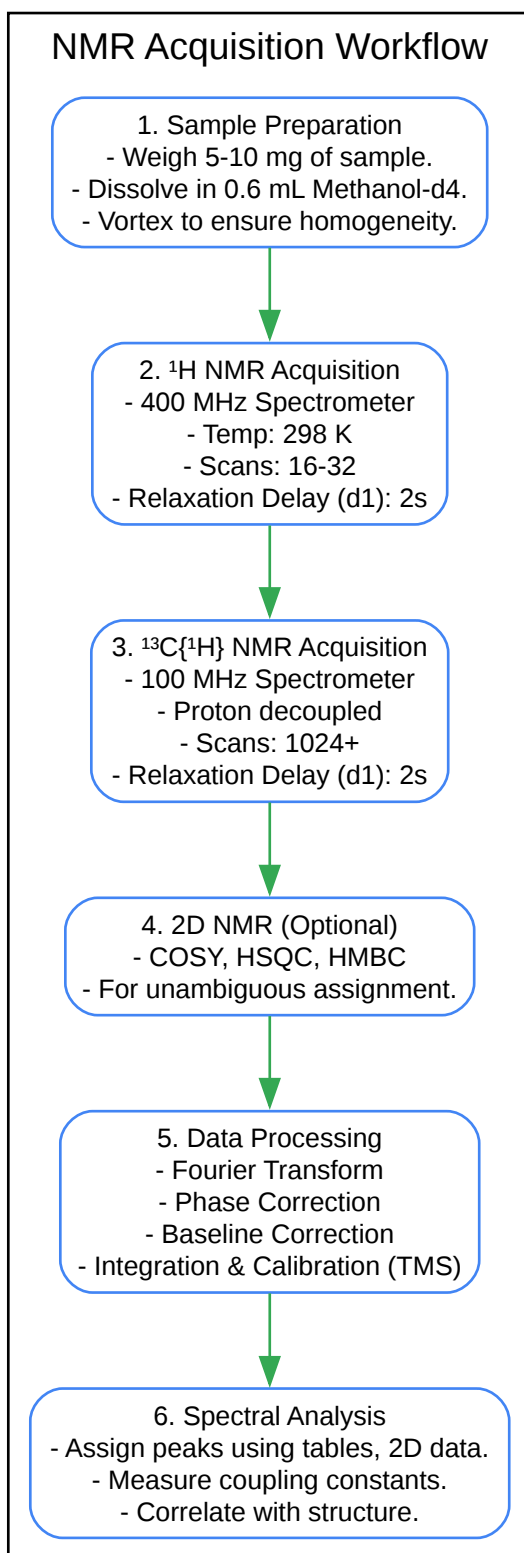 NMR Acquisition Workflow
1. Sample Preparation
- Weigh 5-10 mg of sample.
- Dissolve in 0.6 mL Methanol-d4.
- Vortex to ensure homogeneity.
2. ¹H NMR Acquisition
- 400 MHz Spectrometer
- Temp: 298 K
- Scans: 16-32
- Relaxation Delay (d1): 2s
3. ¹³C{¹H} NMR Acquisition
- 100 MHz Spectrometer
- Proton decoupled
- Scans: 1024+
- Relaxation Delay (d1): 2s
4. 2D NMR (Optional)
- COSY, HSQC, HMBC
- For unambiguous assignment.
5. Data Processing
- Fourier Transform
- Phase Correction
- Baseline Correction
- Integration & Calibration (TMS)
6. Spectral Analysis
- Assign peaks using tables, 2D data.
- Measure coupling constants.
- Correlate with structure.